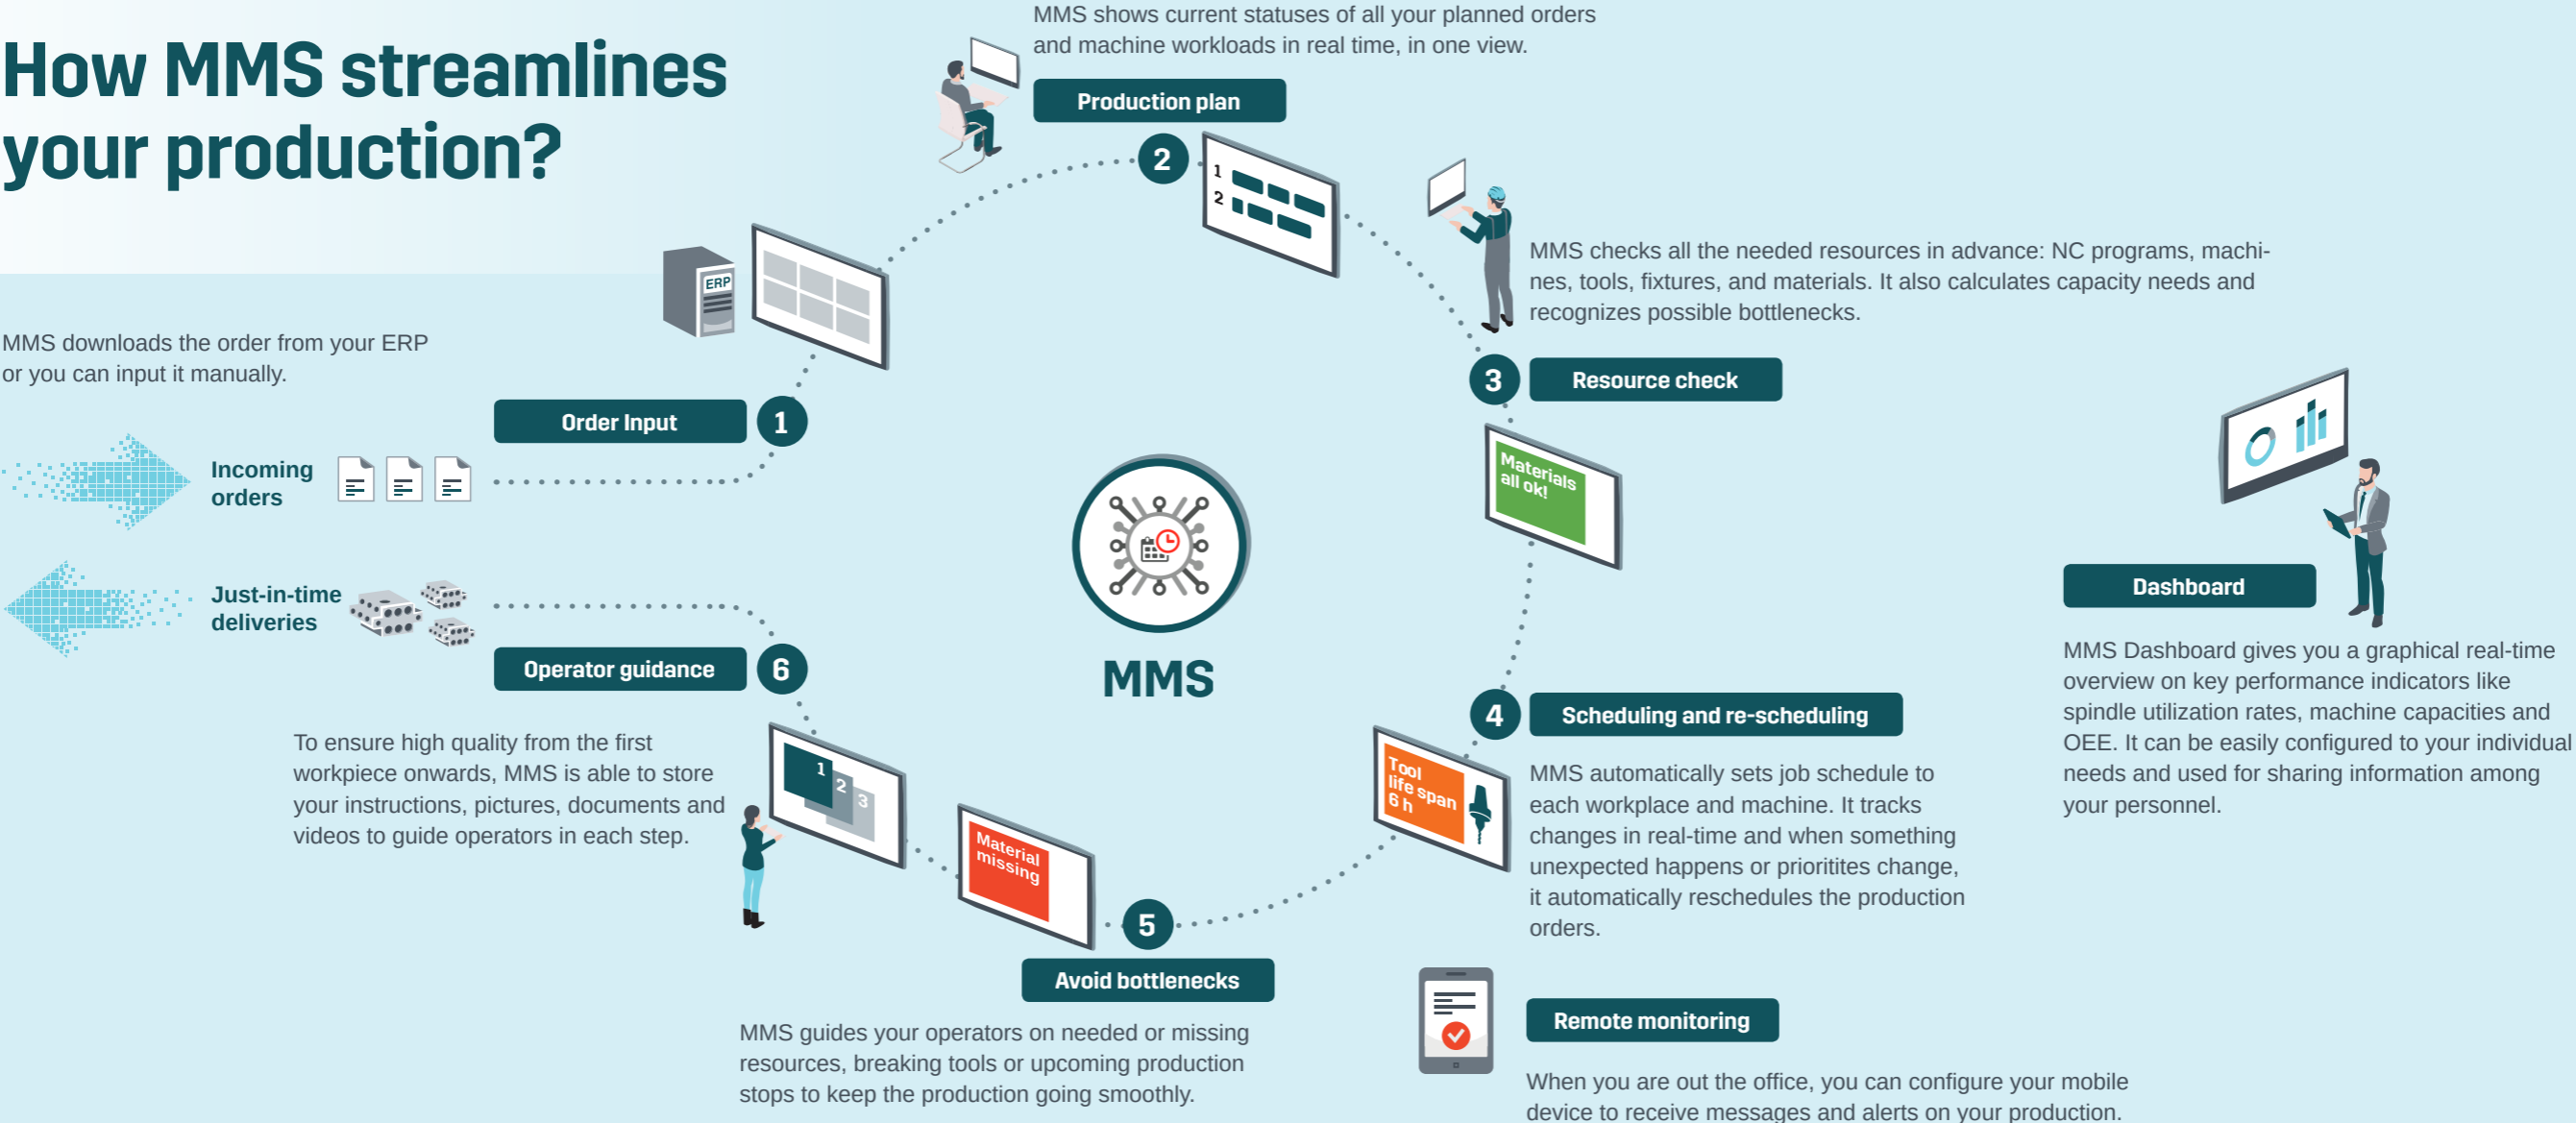 How MMS streamlines
your production?
MMS shows current statuses of all your planned orders
and machine workloads in real time, in one view.
Production plan
2
1
2
ERP
MMS downloads the order from your ERP
or you can input it manually.
Order Input
1
Incoming
orders
Just-in-time
deliveries
MMS checks all the needed resources in advance: NC programs, machi-
nes, tools, fixtures, and materials. It also calculates capacity needs and
recognizes possible bottlenecks.
3
Resource check
Materials
all ok!
MMS
4
Scheduling and re-scheduling
Tool
life span
6 h
MMS automatically sets job schedule to
each workplace and machine. It tracks
changes in real-time and when something
unexpected happens or prioritites change,
it automatically reschedules the production
orders.
5
Avoid bottlenecks
Material
missing
MMS guides your operators on needed or missing
resources, breaking tools or upcoming production
stops to keep the production going smoothly.
Operator guidance
6
1
2
3
To ensure high quality from the first
workpiece onwards, MMS is able to store
your instructions, pictures, documents and
videos to guide operators in each step.
Dashboard
MMS Dashboard gives you a graphical real-time
overview on key performance indicators like
spindle utilization rates, machine capacities and
OEE. It can be easily configured to your individual
needs and used for sharing information among
your personnel.
Remote monitoring
When you are out the office, you can configure your mobile
device to receive messages and alerts on your production.